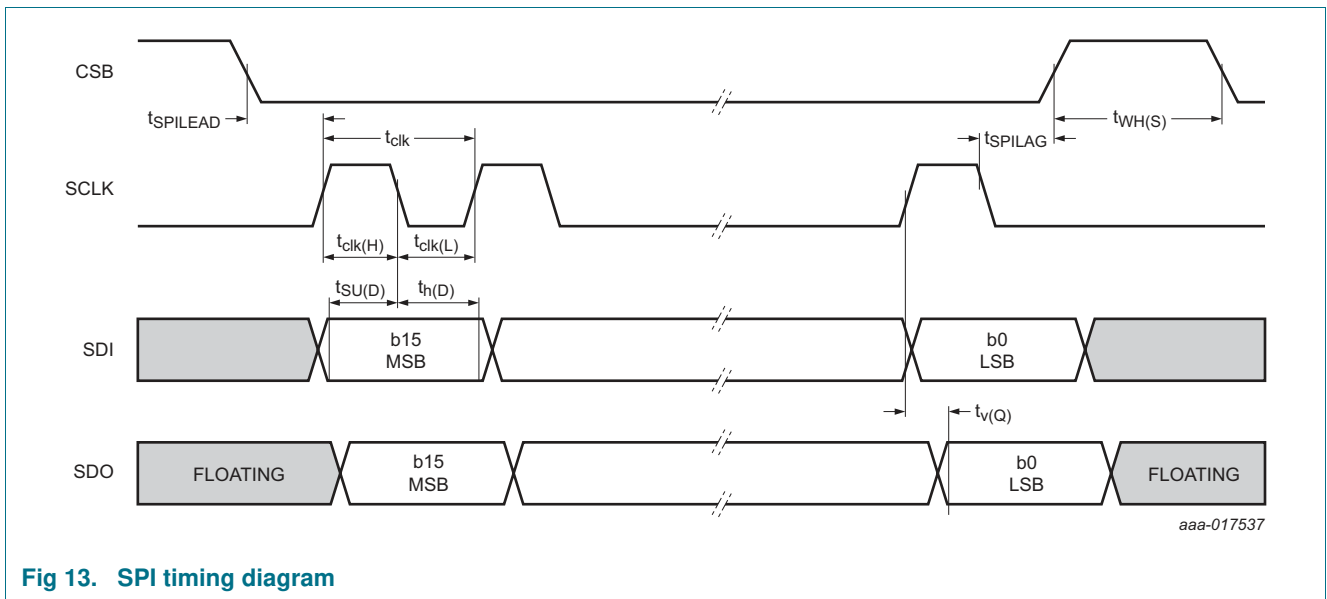 CSB
tSPILEAD
tclk
tSPILAG
tWH(S)
SCLK
tclk(H)
tclk(L)
tSU(D)
th(D)
SDI
b15
MSB
b0
LSB
tv(Q)
SDO
FLOATING
b15
MSB
b0
LSB
FLOATING
aaa-017537
Fig 13. SPI timing diagram